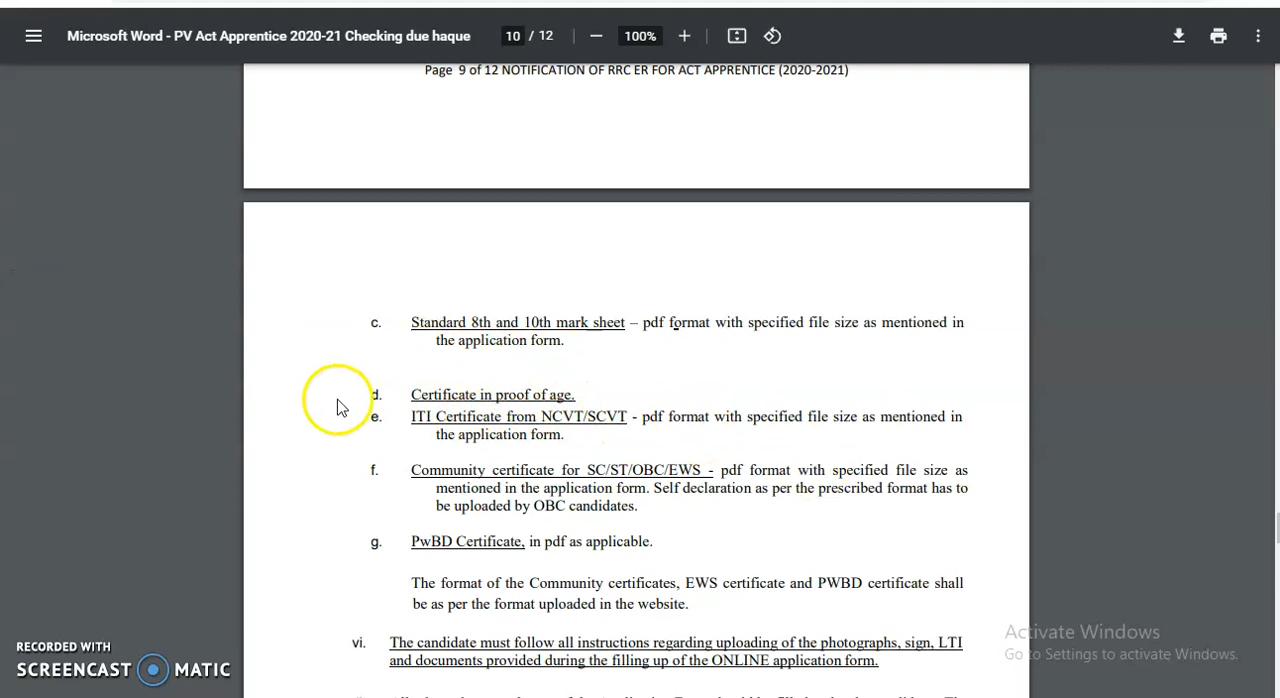 Microsoft Word - PV Act Apprentice 2020-21 Checking due haque 10 / 12 100%
Page 9 of 12 NOTIFICATION OF RRC ER FOR ACT APPRENTICE (2020-2021)
c. Standard 8th and 10th mark sheet – pdf format with specified file size as mentioned in
the application form.
d. Certificate in proof of age.
e. ITI Certificate from NCVT/SCVT - pdf format with specified file size as mentioned in
the application form.
f. Community certificate for SC/ST/OBC/EWS - pdf format with specified file size as
mentioned in the application form. Self declaration as per the prescribed format has to
be uploaded by OBC candidates.
g. PwBD Certificate, in pdf as applicable.
The format of the Community certificates, EWS certificate and PWBD certificate shall
be as per the format uploaded in the website.
vi. The candidate must follow all instructions regarding uploading of the photographs, sign, LTI
and documents provided during the filling up of the ONLINE application form.
Activate Windows
Go to Settings to activate Windows.
RECORDED WITH
SCREENCAST MATIC